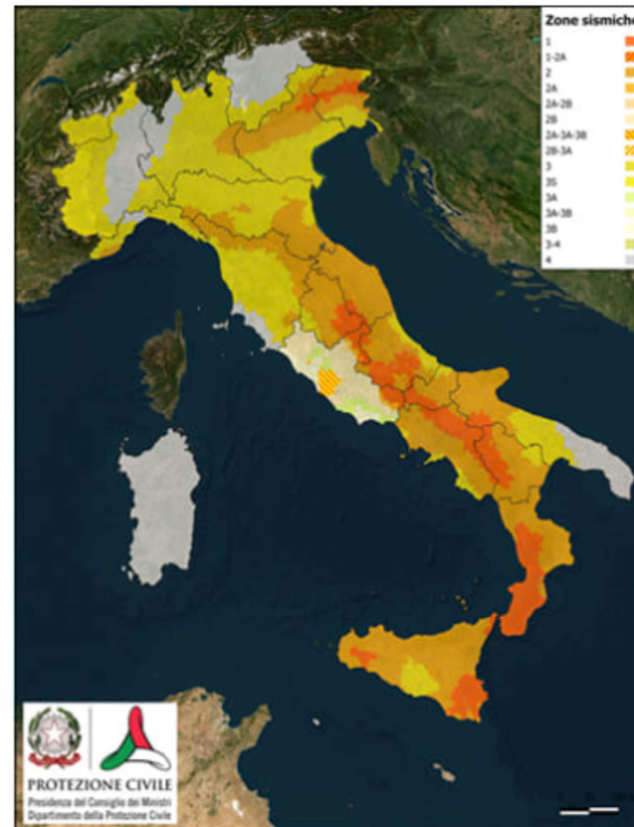 Zone sismiche
1
1-2A
2
2A
2A-2B
2B
2A-3A-3B
2B-3A
3
3S
3A
3A-3B
3B
3-4
4
PROTEZIONE CIVILE
Presidenza del Consiglio dei Ministri
Dipartimento della Protezione Civile